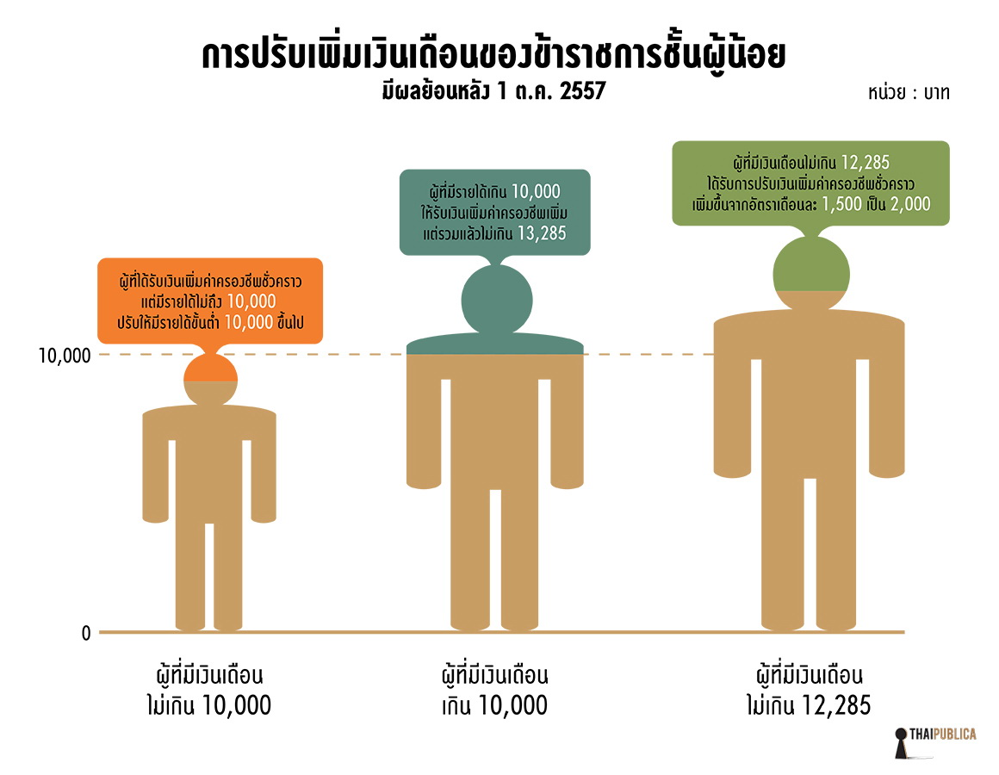 การปรับเพิ่มเงินเดือนของข้าราชการชั้นผู้น้อย
มีผลย้อนหลัง 1 ต.ค. 2557
หน่วย : บาท
ผู้ที่มีเงินเดือนไม่เกิน 12,285
ได้รับการปรับเงินเพิ่มค่าครองชีพชั่วคราว
เพิ่มขึ้นจากอัตราเดือนละ 1,500 เป็น 2,000
ผู้ที่มีรายได้เกิน 10,000
ให้รับเงินเพิ่มค่าครองชีพเพิ่ม
แต่รวมแล้วไม่เกิน 13,285
ผู้ที่ได้รับเงินเพิ่มค่าครองชีพชั่วคราว
แต่มีรายได้ไม่ถึง 10,000
ปรับให้มีรายได้ขั้นต่ำ 10,000 ขึ้นไป
10,000
0
ผู้ที่มีเงินเดือน
ไม่เกิน 10,000
ผู้ที่มีเงินเดือน
เกิน 10,000
ผู้ที่มีเงินเดือน
ไม่เกิน 12,285
THAIPUBLICA